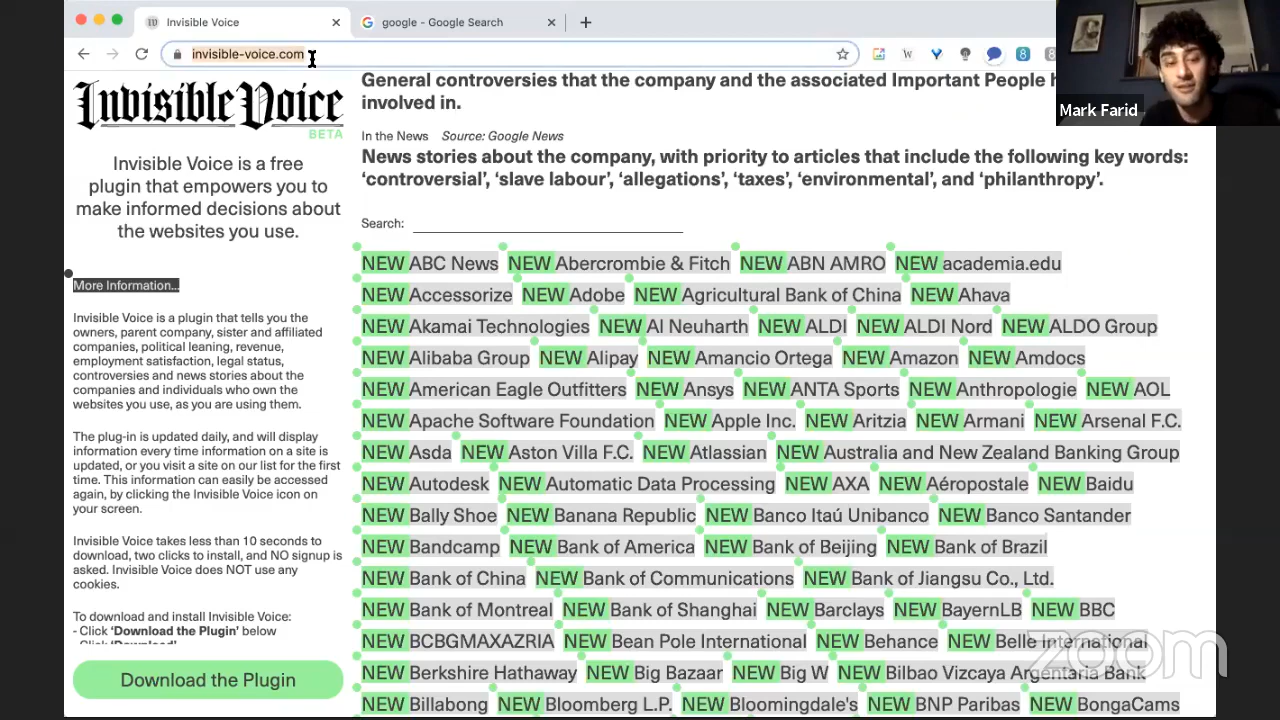 Invisible Voice
google - Google Search
invisible-voice.com
Mark Farid
Invisible Voice
BETA
Invisible Voice is a free
plugin that empowers you to
make informed decisions about
the websites you use.
More Information...
Invisible Voice is a plugin that tells you the
owners, parent company, sister and affiliated
companies, political leaning, revenue,
employment satisfaction, legal status,
controversies and news stories about the
companies and individuals who own the
websites you use, as you are using them.
The plug-in is updated daily, and will display
information every time information on a site is
updated, or you visit a site on our list for the first
time. This information can easily be accessed
again, by clicking the Invisible Voice icon on
your screen.
Invisible Voice takes less than 10 seconds to
download, two clicks to install, and NO signup is
asked. Invisible Voice does NOT use any
cookies.
To download and install Invisible Voice:
- Click ‘Download the Plugin’ below
- Click ‘Download’
Download the Plugin
General controversies that the company and the associated Important People
involved in.
In the News Source: Google News
News stories about the company, with priority to articles that include the following key words:
‘controversial’, ‘slave labour’, ‘allegations’, ‘taxes’, ‘environmental’, and ‘philanthropy’.
Search:
NEW ABC News NEW Abercrombie & Fitch NEW ABN AMRO NEW academia.edu
NEW Accessorize NEW Adobe NEW Agricultural Bank of China NEW Ahava
NEW Akamai Technologies NEW Al Neuharth NEW ALDI NEW ALDI Nord NEW ALDO Group
NEW Alibaba Group NEW Alipay NEW Amancio Ortega NEW Amazon NEW Amdocs
NEW American Eagle Outfitters NEW Ansys NEW ANTA Sports NEW Anthropologie NEW AOL
NEW Apache Software Foundation NEW Apple Inc. NEW Aritzia NEW Armani NEW Arsenal F.C.
NEW Asda NEW Aston Villa F.C. NEW Atlassian NEW Australia and New Zealand Banking Group
NEW Autodesk NEW Automatic Data Processing NEW AXA NEW Aéropostale NEW Baidu
NEW Bally Shoe NEW Banana Republic NEW Banco Itaú Unibanco NEW Banco Santander
NEW Bandcamp NEW Bank of America NEW Bank of Beijing NEW Bank of Brazil
NEW Bank of China NEW Bank of Communications NEW Bank of Jiangsu Co., Ltd.
NEW Bank of Montreal NEW Bank of Shanghai NEW Barclays NEW BayernLB NEW BBC
NEW BCBGMAXAZRIA NEW Bean Pole International NEW Behance NEW Belle International
NEW Berkshire Hathaway NEW Big Bazaar NEW Big W NEW Bilbao Vizcaya Argentaria Bank
NEW Billabong NEW Bloomberg L.P. NEW Bloomingdale's NEW BNP Paribas NEW BongaCams
zoom